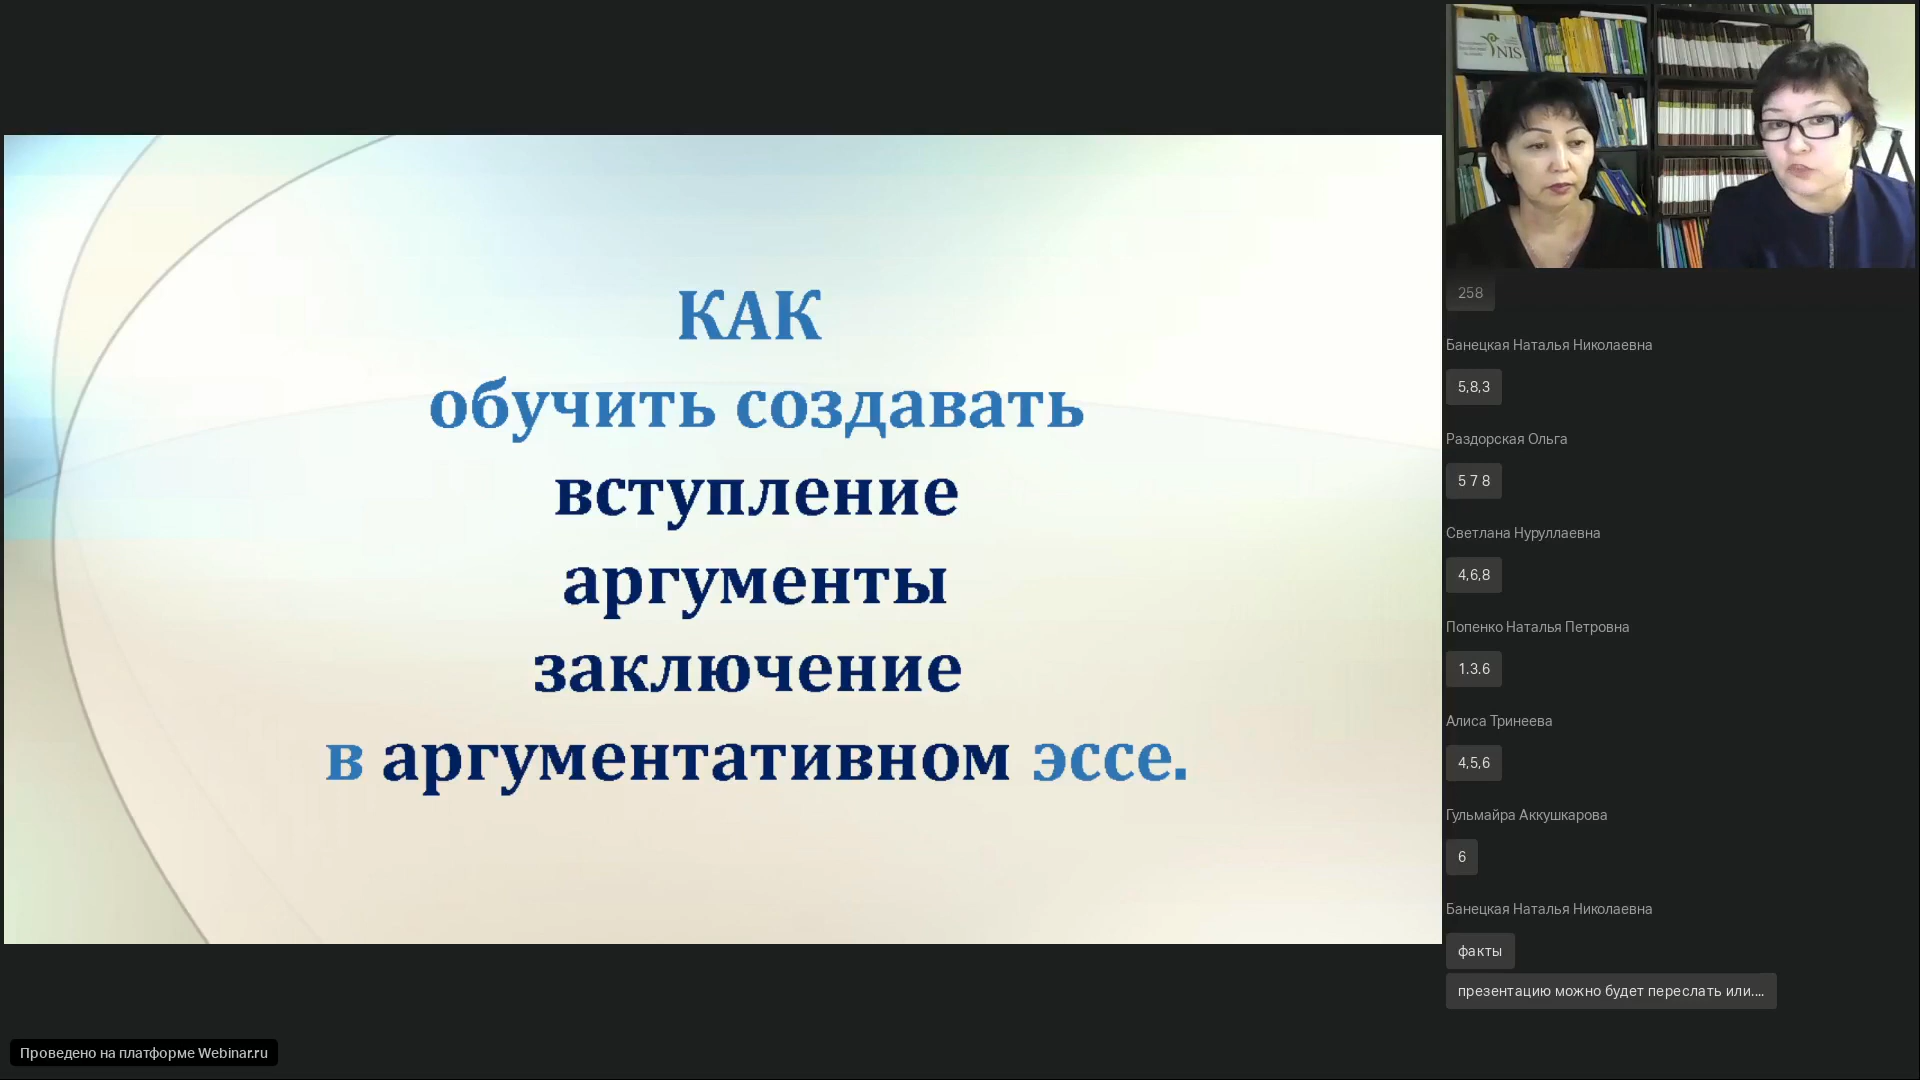 КАК
обучить создавать
вступление
аргументы
заключение
в аргументативном эссе.
NIS
258
Банецкая Наталья Николаевна
5,8,3
Раздорская Ольга
5 7 8
Светлана Нуруллаевна
4,6,8
Попенко Наталья Петровна
1.3.6
Алиса Тринеева
4,5,6
Гульмайра Аккушкарова
6
Банецкая Наталья Николаевна
факты
презентацию можно будет переслать или....
Проведено на платформе Webinar.ru